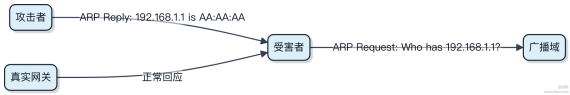 攻击者
ARP Reply: 192.168.1.1 is AA:AA:AA
受害者
ARP Request: Who has 192.168.1.1?
广播域
真实网关
正常回应